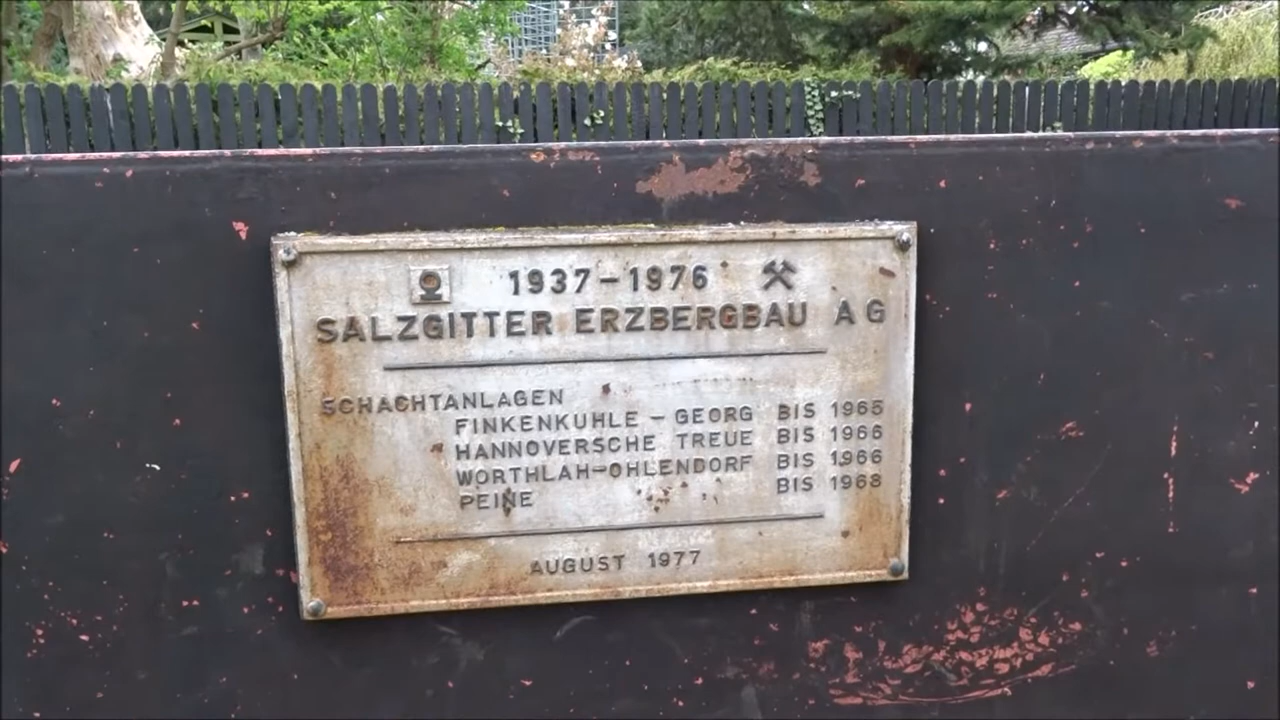 1937-1976
SALZGITTER ERZBERGBAU AG
SCHACHTANLAGEN
FINKENKUHLE - GEORG BIS 1965
HANNOVERSCHE TREUE BIS 1966
WORTHLAH-OHLENDORF BIS 1966
PEINE BIS 1968
AUGUST 1977